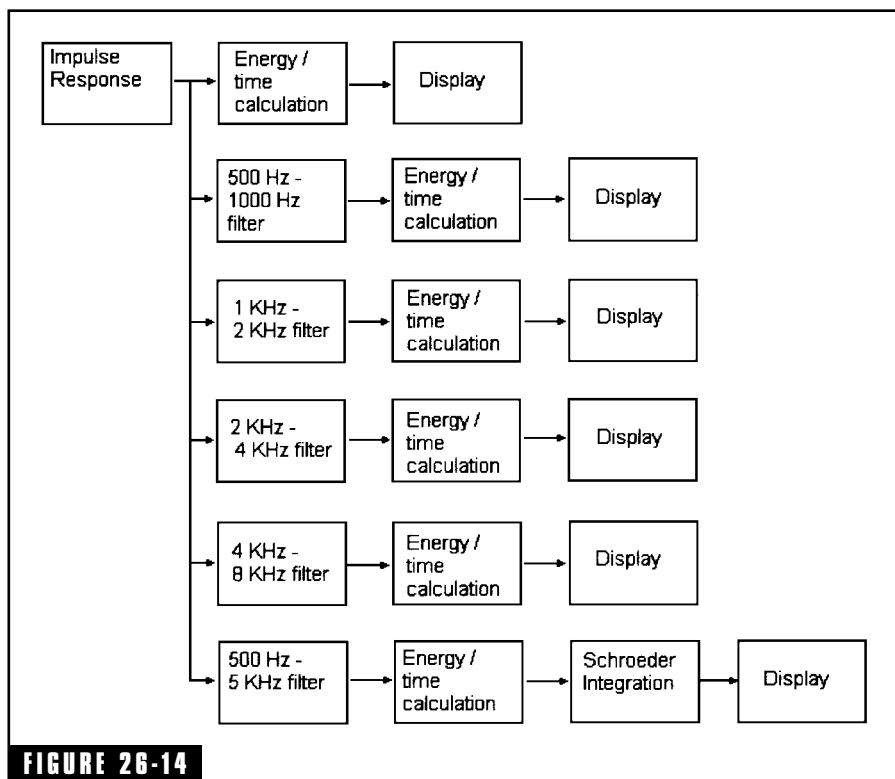 Impulse
Response
Energy /
time
calculation
Display
500 Hz -
1000 Hz
filter
Energy /
time
calculation
Display
1 KHz -
2 KHz filter
Energy /
time
calculation
Display
2 KHz -
4 KHz filter
Energy /
time
calculation
Display
4 KHz -
8 KHz filter
Energy /
time
calculation
Display
500 Hz -
5 KHz filter
Energy /
time
calculation
Schroeder
Integration
Display
FIGURE 26-14